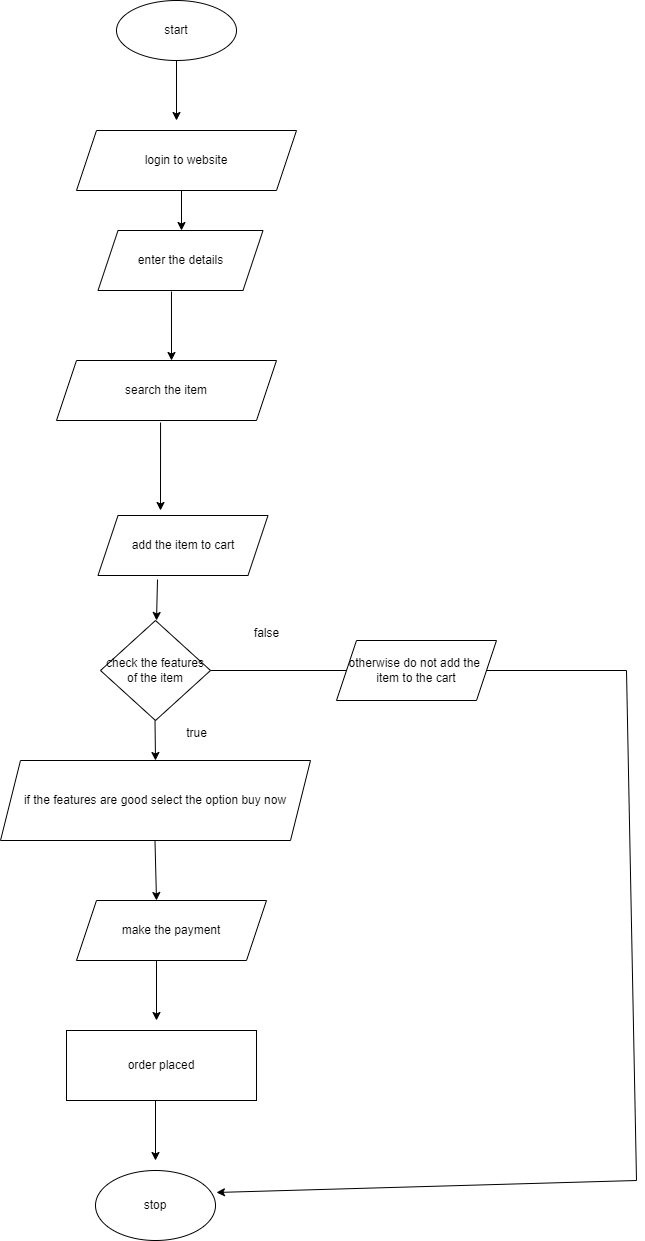 start
login to website
enter the details
search the item
add the item to cart
false
check the features
of the item
otherwise do not add the
item to the cart
true
if the features are good select the option buy now
make the payment
order placed
stop